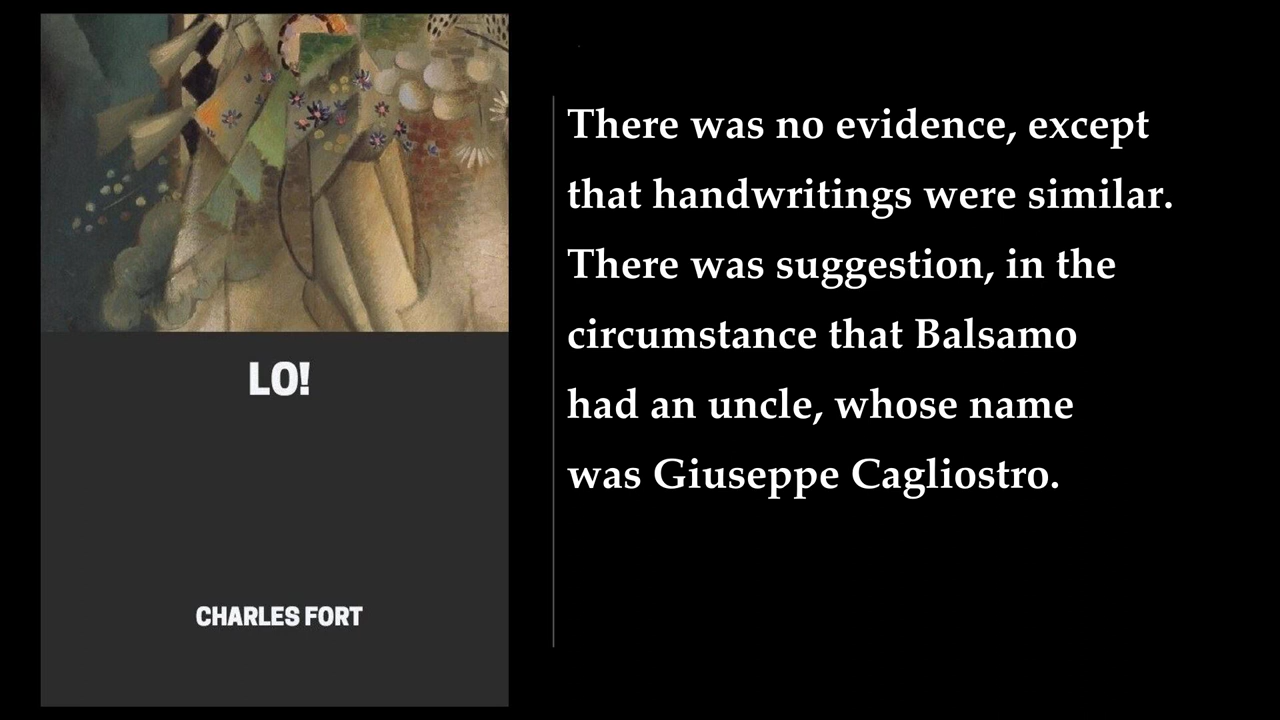 LO!
CHARLES FORT
There was no evidence, except
that handwritings were similar.
There was suggestion, in the
circumstance that Balsamo
had an uncle, whose name
was Giuseppe Cagliostro.